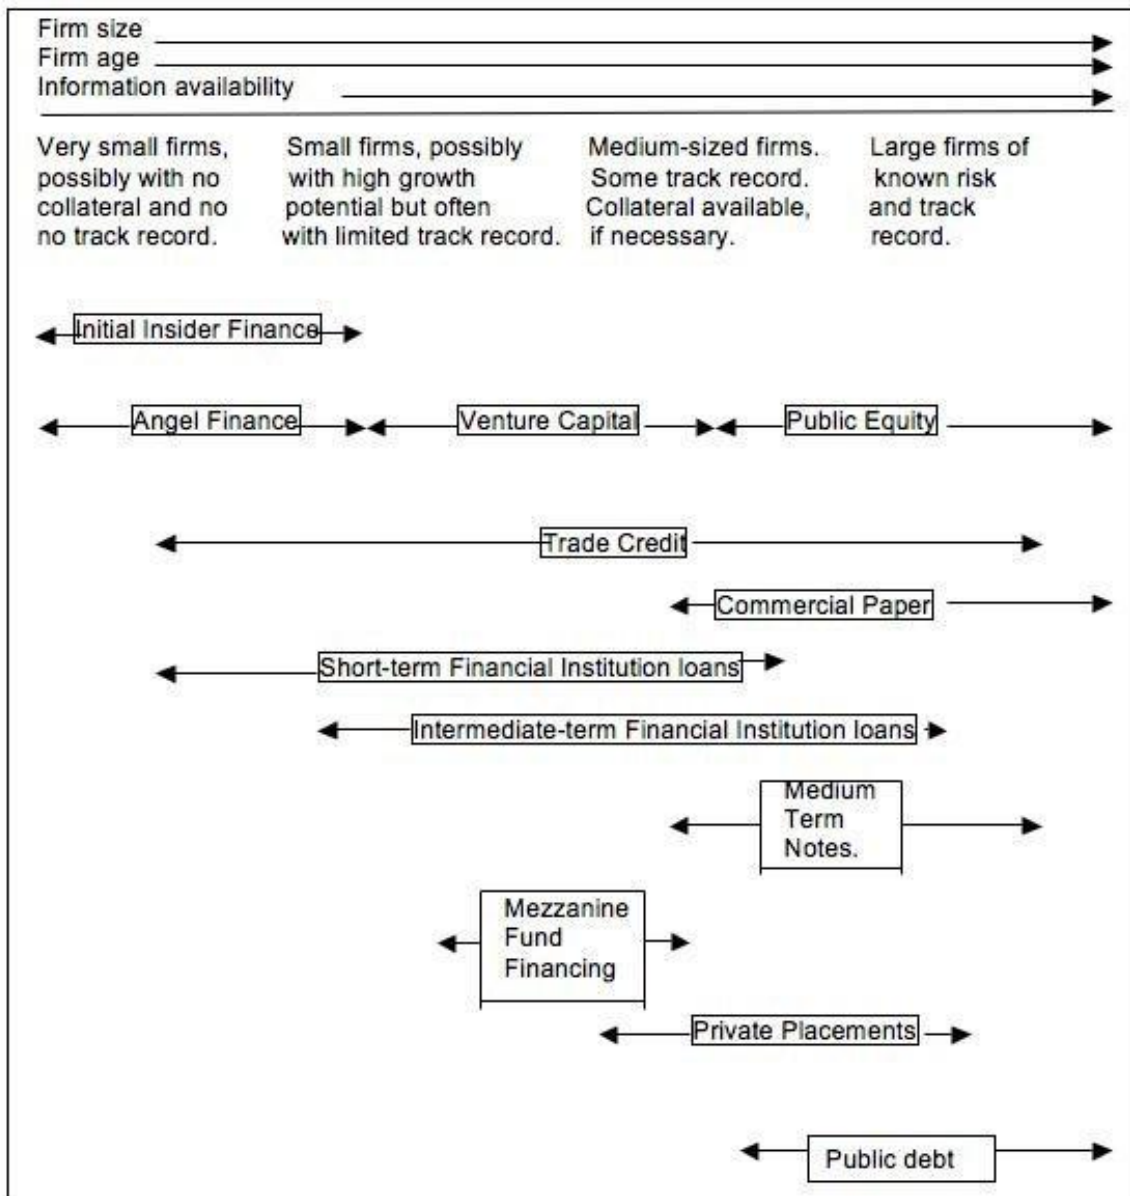 Firm size
Firm age
Information availability
Very small firms,
possibly with no
collateral and no
no track record.
Small firms, possibly
with high growth
potential but often
with limited track record.
Medium-sized firms.
Some track record.
Collateral available,
if necessary.
Large firms of
known risk
and track
record.
Initial Insider Finance
Angel Finance
Venture Capital
Public Equity
Trade Credit
Commercial Paper
Short-term Financial Institution loans
Intermediate-term Financial Institution loans
Medium
Term
Notes.
Mezzanine
Fund
Financing
Private Placements
Public debt